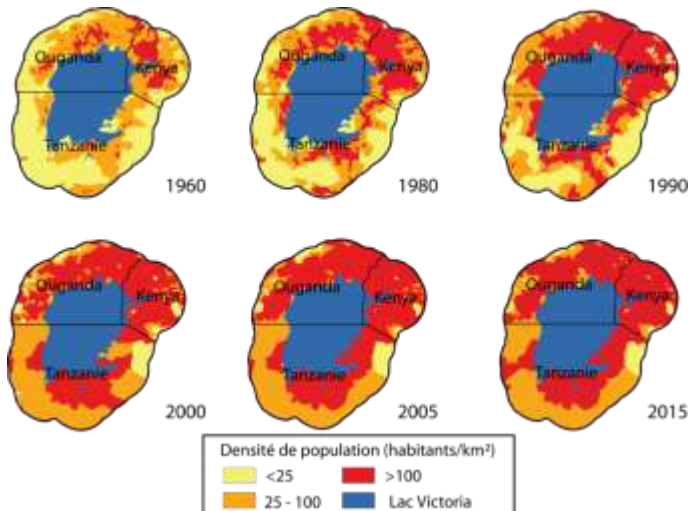 Ouganda
Kenya
Tanzanie
1960
Ouganda
Kenya
Tanzanie
1980
Ouganda
Kenya
Tanzanie
1990
Ouganda
Kenya
Tanzanie
2000
Ouganda
Kenya
Tanzanie
2005
Ouganda
Kenya
Tanzanie
2015
Densité de population (habitants/km²)
<25 >100
25 - 100 Lac Victoria